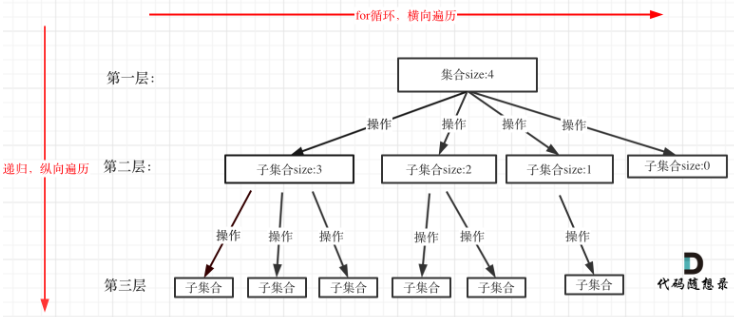 for循环，横向遍历
第一层：
集合size:4
操作
操作
操作
操作
递归，纵向遍历
第二层：
子集合size:3
子集合size:2
子集合size:1
子集合size:0
操作
操作
操作
操作
操作
操作
第三层
子集合
子集合
子集合
子集合
子集合
子集合
代码随想录